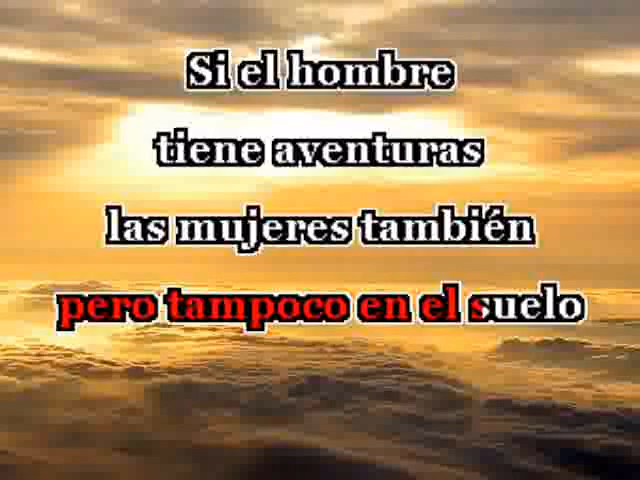 Si el hombre
tiene aventuras
las mujeres también
pero tampoco en el suelo